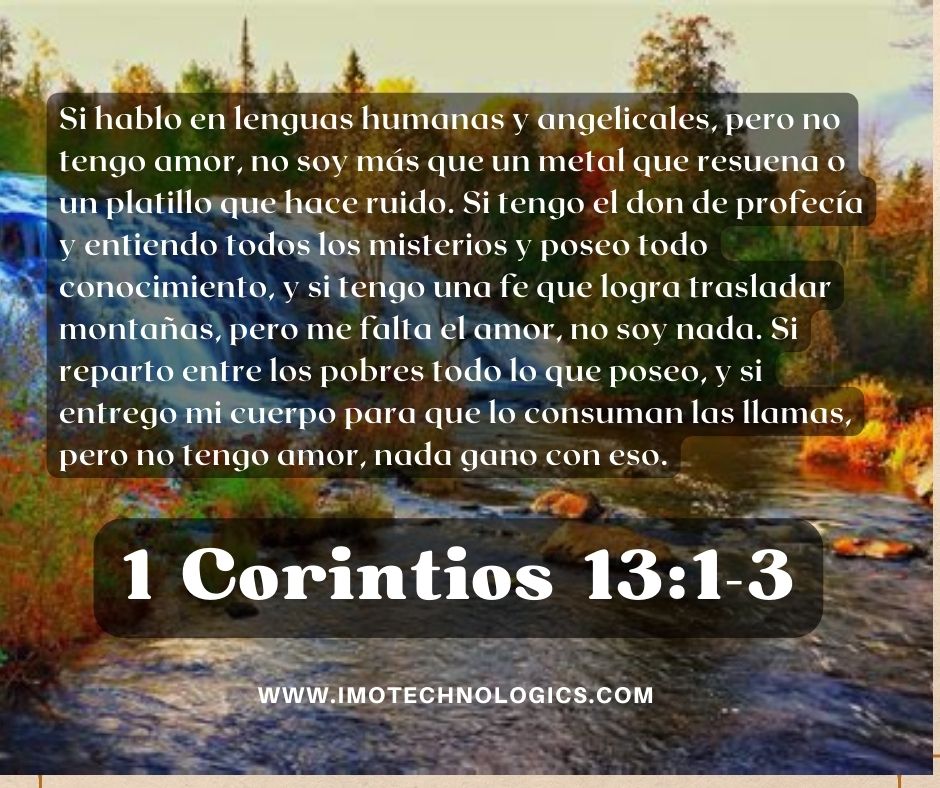 Si hablo en lenguas humanas y angelicales, pero no
tengo amor, no soy más que un metal que resuena o
un platillo que hace ruido. Si tengo el don de profecía
y entiendo todos los misterios y poseo todo
conocimiento, y si tengo una fe que logra trasladar
montañas, pero me falta el amor, no soy nada. Si
reparto entre los pobres todo lo que poseo, y si
entrego mi cuerpo para que lo consuman las llamas,
pero no tengo amor, nada gano con eso.
1 Corintios 13:1-3
WWW.IMOTECHNOLOGICS.COM